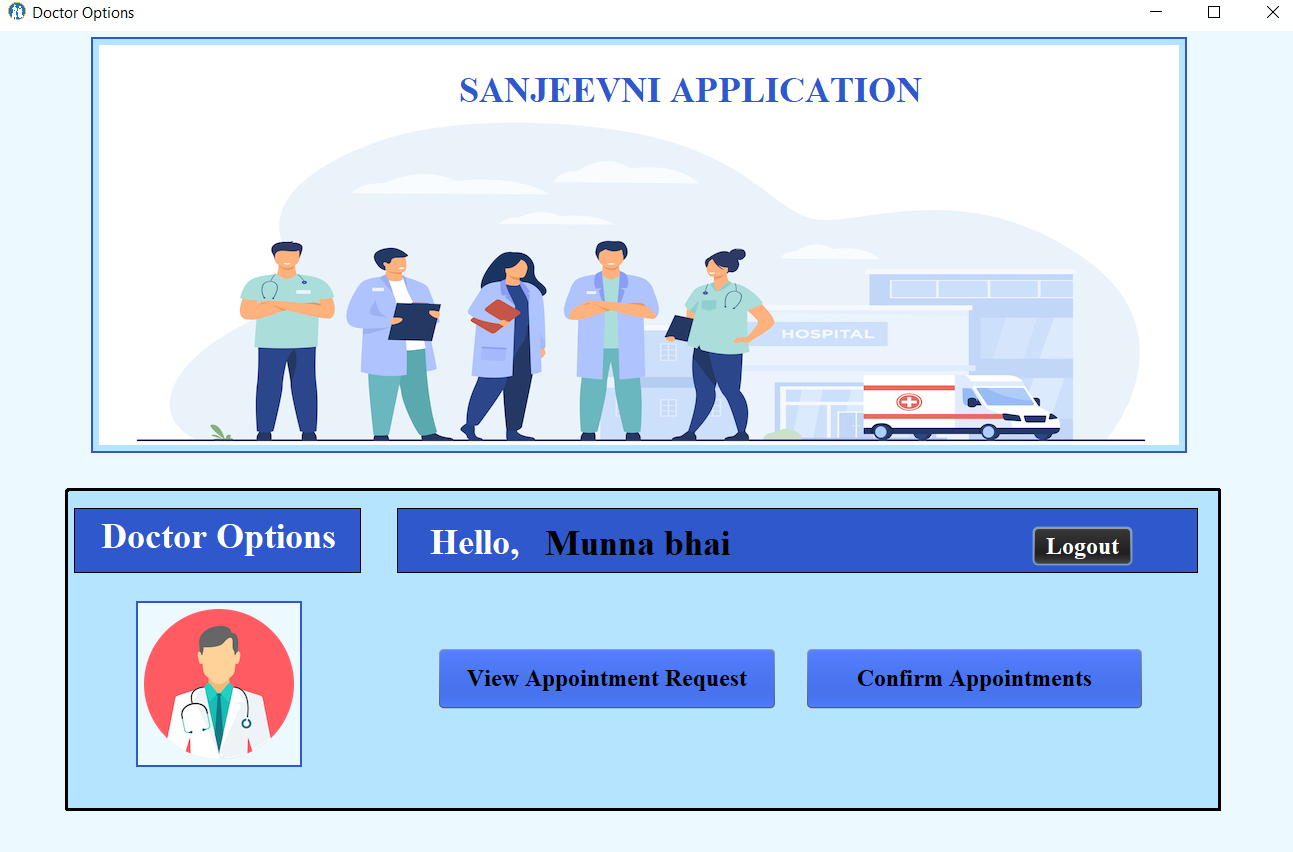 Doctor Options
SANJEEVNI APPLICATION
HOSPITAL
Doctor Options
Hello, Munna bhai
Logout
View Appointment Request
Confirm Appointments